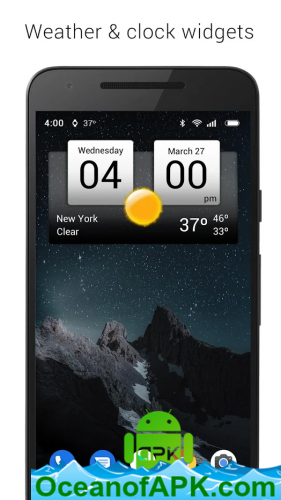 Weather & clock widgets
4:00 37°
Wednesday March 27
04 00
pm
New York 37° 46°
Clear 33°
APK
OceanofAPK.com